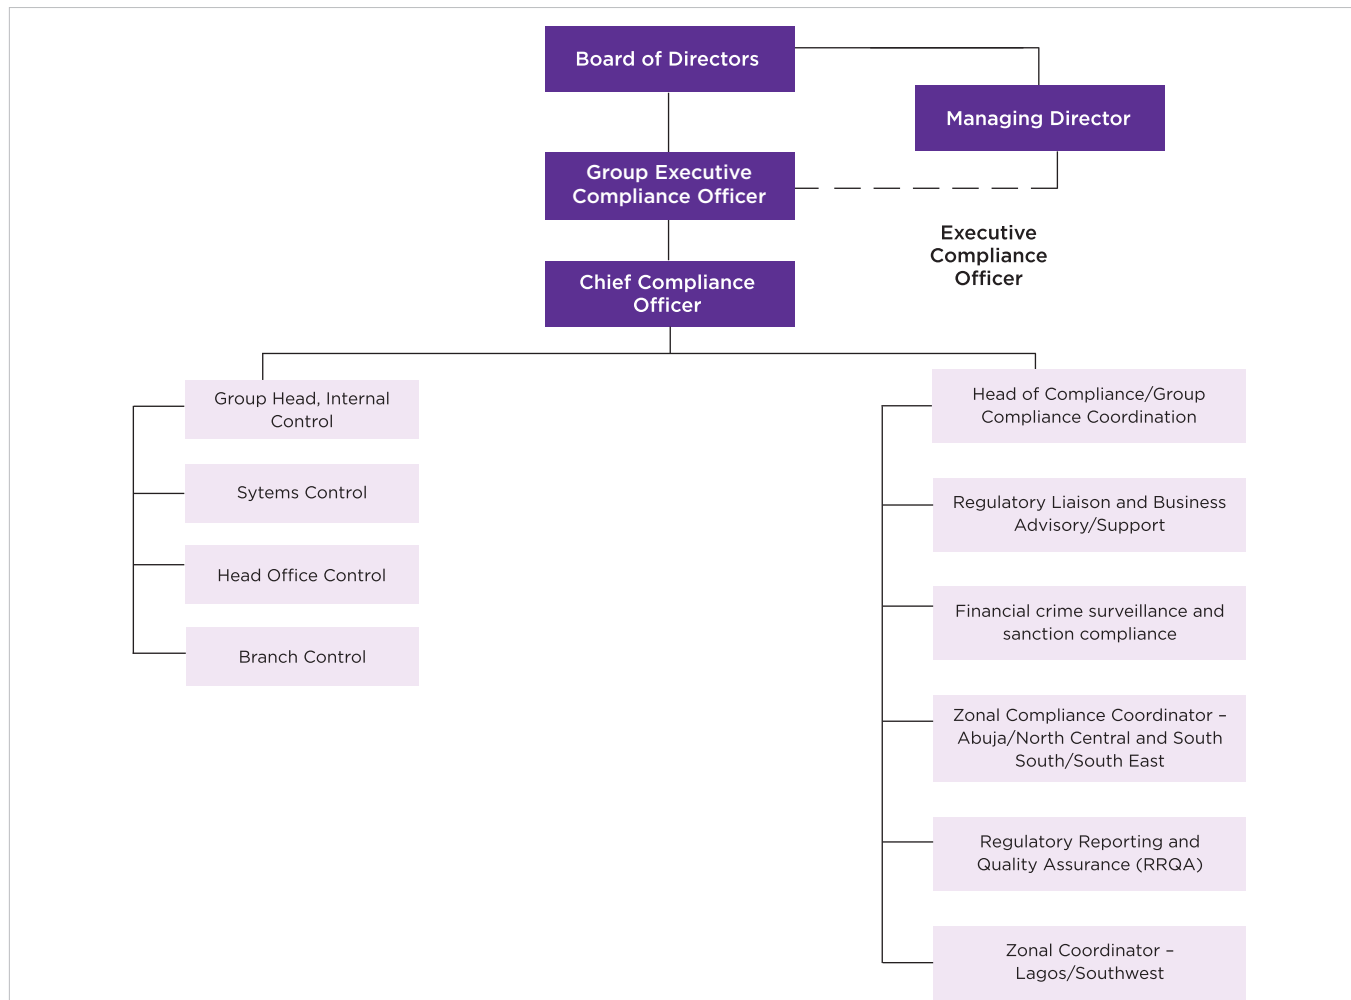 Board of Directors
Managing Director
Group Executive
Compliance Officer
Executive
Compliance
Officer
Chief Compliance
Officer
Group Head, Internal
Control
Sytems Control
Head Office Control
Branch Control
Head of Compliance/Group
Compliance Coordination
Regulatory Liaison and Business
Advisory/Support
Financial crime surveillance and
sanction compliance
Zonal Compliance Coordinator –
Abuja/North Central and South
South/South East
Regulatory Reporting and
Quality Assurance (RRQA)
Zonal Coordinator –
Lagos/Southwest